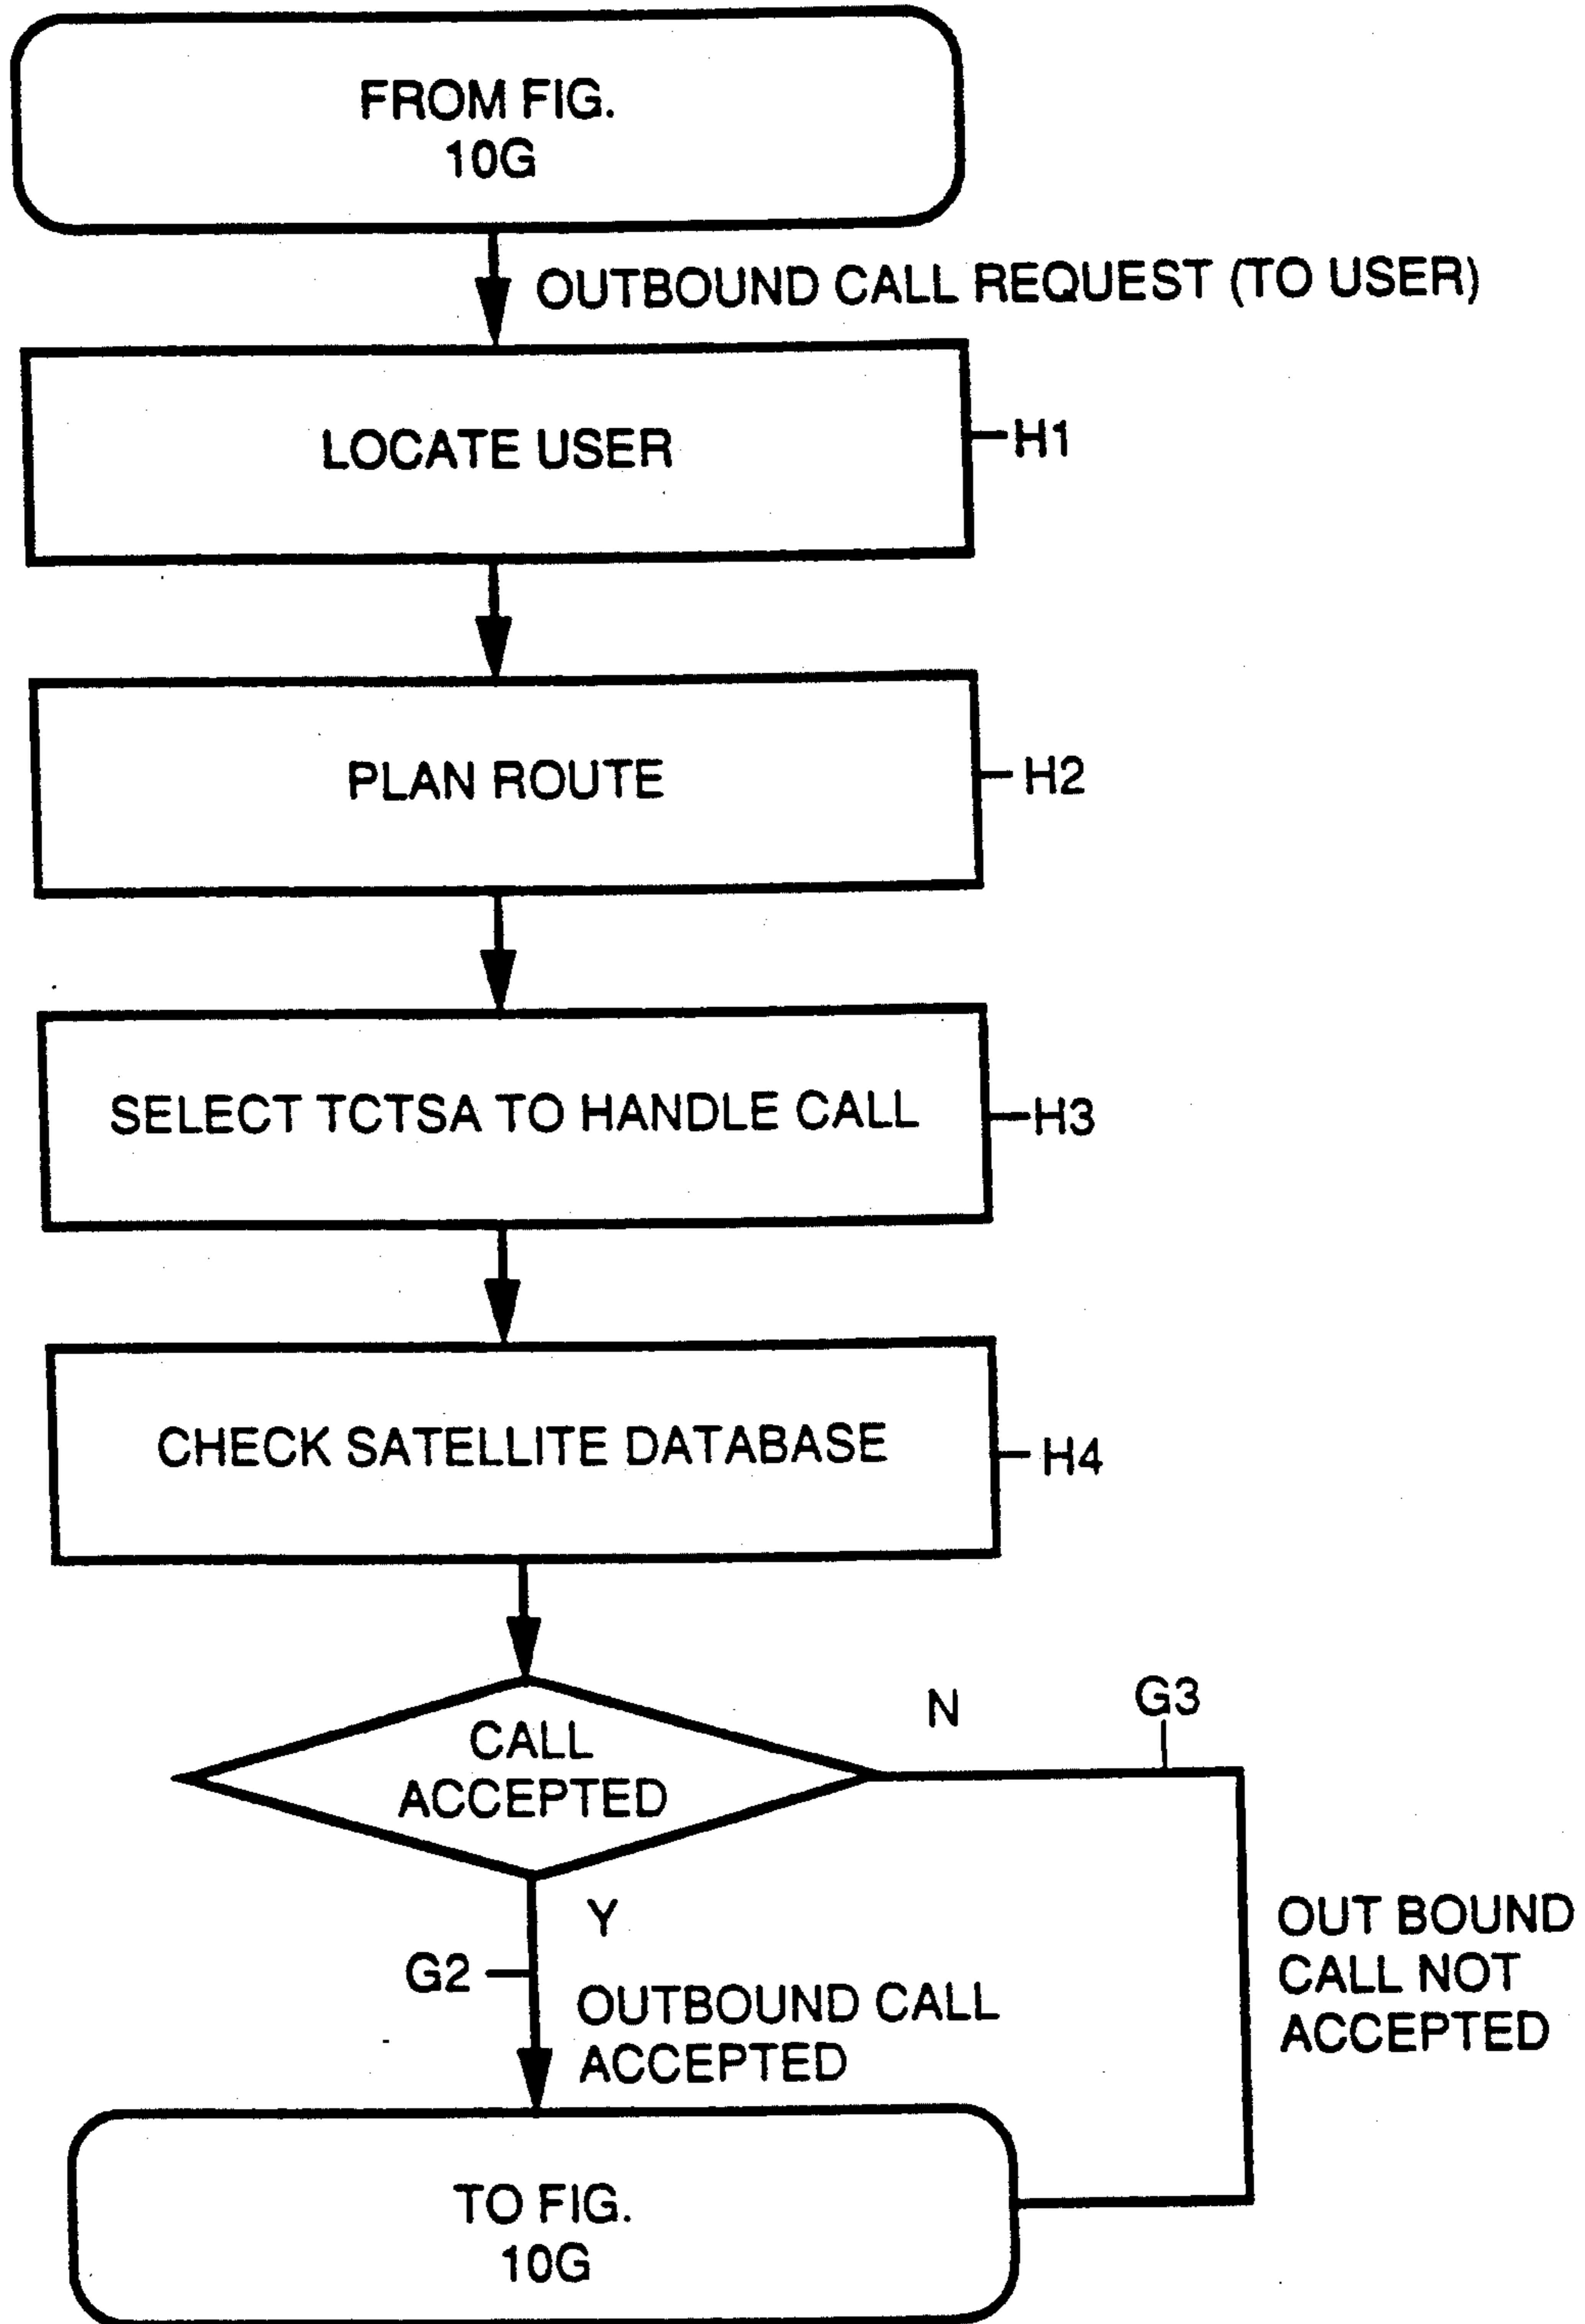 FROM FIG.
10G
OUTBOUND CALL REQUEST (TO USER)
LOCATE USER
H1
PLAN ROUTE
H2
SELECT TCTSA TO HANDLE CALL
H3
CHECK SATELLITE DATABASE
H4
CALL
ACCEPTED
N
G3
Y
G2
OUTBOUND CALL
ACCEPTED
OUT BOUND
CALL NOT
ACCEPTED
TO FIG.
10G